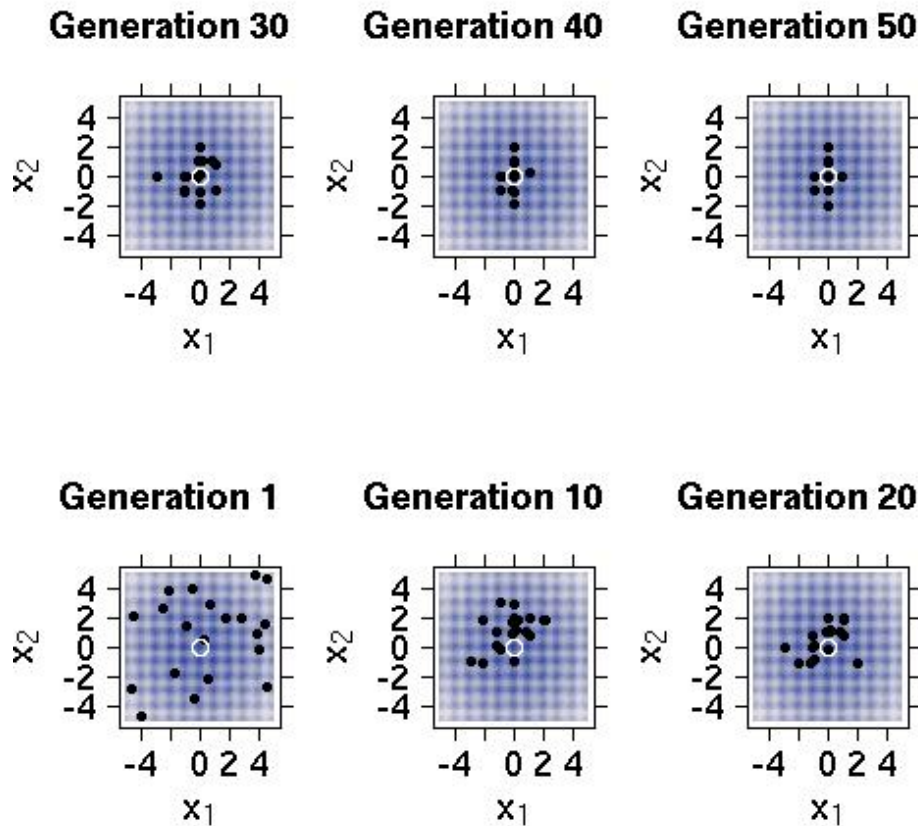 Generation 30 Generation 40 Generation 50
4 4 4
2 2 2
x2 0 x2 0 x2 0
-2 -2 -2
-4 -4 -4
-4 0 2 4 -4 0 2 4 -4 0 2 4
x1 x1 x1
Generation 1 Generation 10 Generation 20
4 4 4
2 2 2
x2 0 x2 0 x2 0
-2 -2 -2
-4 -4 -4
-4 0 2 4 -4 0 2 4 -4 0 2 4
x1 x1 x1